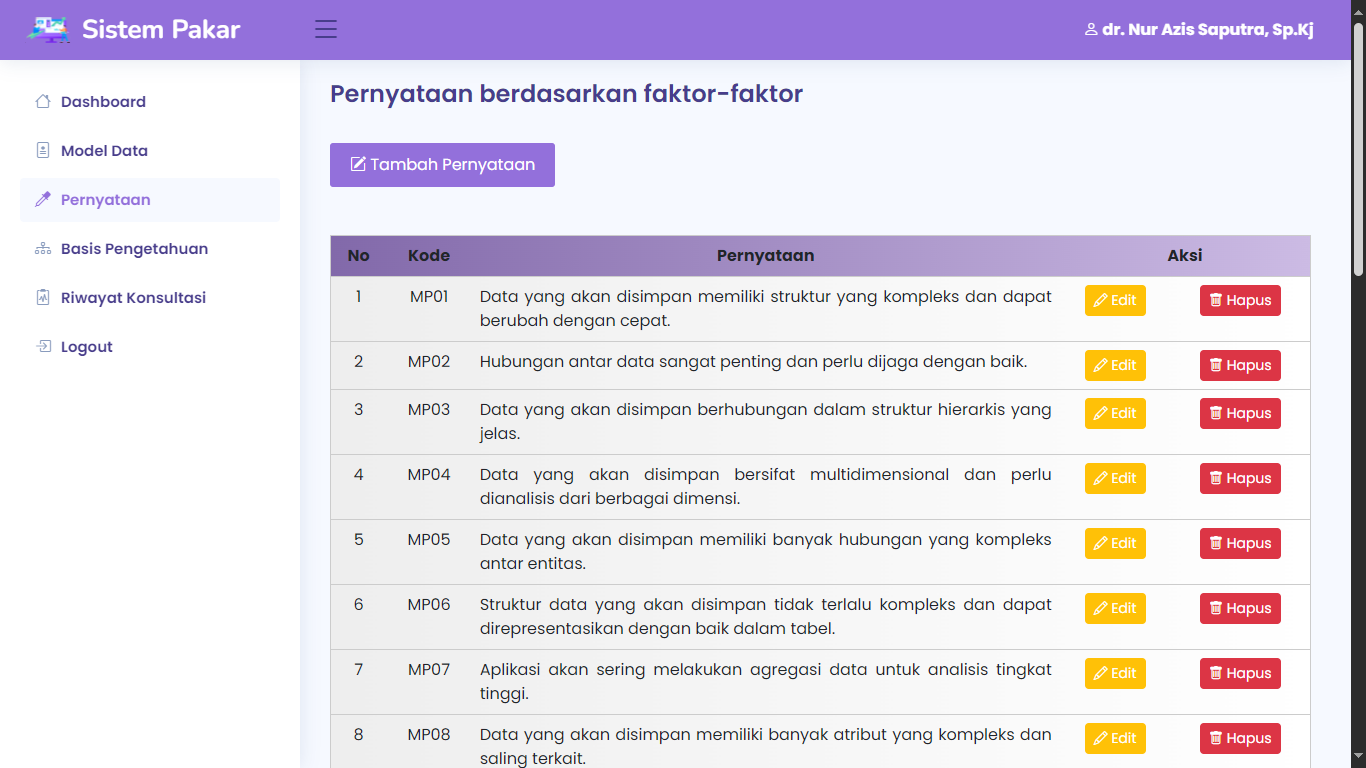 Sistem Pakar
dr. Nur Azis Saputra, Sp.Kj
Dashboard
Model Data
Pernyataan
Basis Pengetahuan
Riwayat Konsultasi
Logout
Pernyataan berdasarkan faktor-faktor
Tambah Pernyataan
No Kode Pernyataan Aksi
1 MP01 Data yang akan disimpan memiliki struktur yang kompleks dan dapat Edit Hapus
berubah dengan cepat.
2 MP02 Hubungan antar data sangat penting dan perlu dijaga dengan baik. Edit Hapus
3 MP03 Data yang akan disimpan berhubungan dalam struktur hierarkis yang Edit Hapus
jelas.
4 MP04 Data yang akan disimpan bersifat multidimensional dan perlu Edit Hapus
dianalisis dari berbagai dimensi.
5 MP05 Data yang akan disimpan memiliki banyak hubungan yang kompleks Edit Hapus
antar entitas.
6 MP06 Struktur data yang akan disimpan tidak terlalu kompleks dan dapat Edit Hapus
direpresentasikan dengan baik dalam tabel.
7 MP07 Aplikasi akan sering melakukan agregasi data untuk analisis tingkat Edit Hapus
tinggi.
8 MP08 Data yang akan disimpan memiliki banyak atribut yang kompleks dan Edit Hapus
saling terkait.